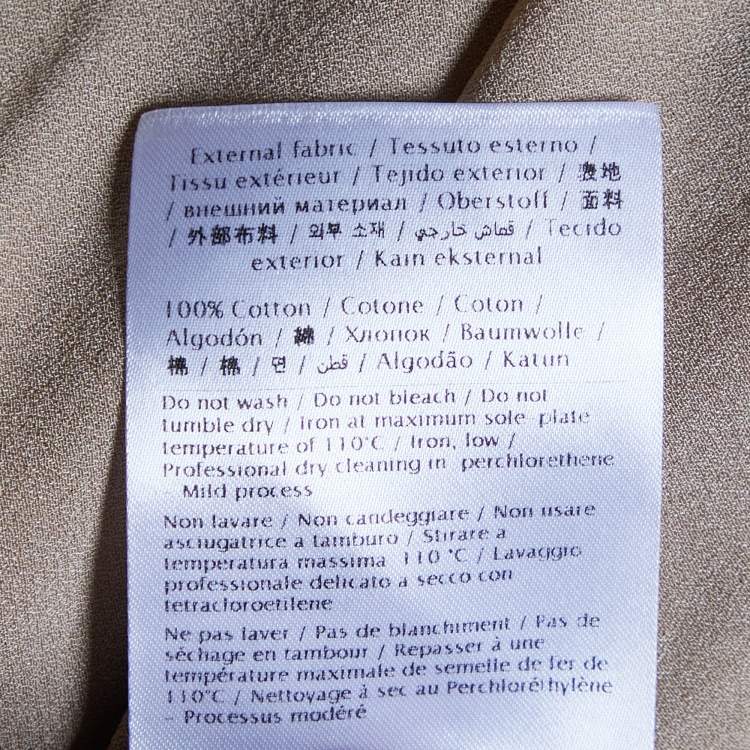 External fabric / Tessuto esterno /
Tissu extérieur / Tejido exterior / 表地
/ внешний материал / Oberstoff / 面料
/ 外部布料 / 외부 소재 / قماش خارجي / Tecido
exterior / Kain eksternal
100% Cotton / Cotone / Coton /
Algodón / 綿 / Хлопок / Baumwolle /
棉 / 棉 / 면 / قطن / Algodão / Katun
Do not wash / Do not bleach / Do not
tumble dry / Iron at maximum sole-plate
temperature of 110°C / Iron, low /
Professional dry cleaning in perchlorethene
– Mild process
Non lavare / Non candeggiare / Non usare
asciugatrice a tamburo / Stirare a
temperatura massima 110 °C / Lavaggio
professionale delicato a secco con
tetracloroetilene
Ne pas laver / Pas de blanchiment / Pas de
séchage en tambour / Repasser à une
température maximale de semelle de fer de
110°C / Nettoyage à sec au Perchloréthylène
– Processus modéré